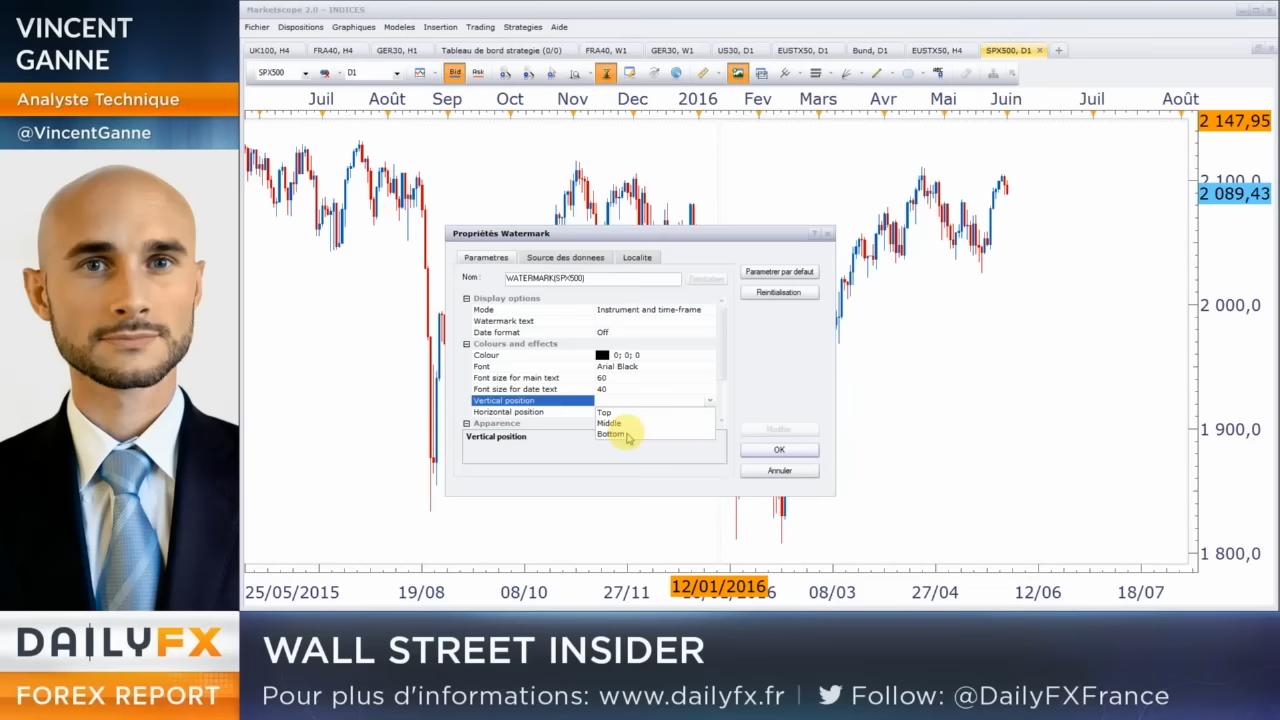 VINCENT
GANNE
Analyste Technique
@VincentGanne
Marketscope 2.0 - INDICES
Fichier Dispositions Graphiques Modeles Insertion Trading Strategies Aide
UK100, H4 FRA40, H4 GER30, H1 Tableau de bord strategie (0/0) FRA40, W1 GER30, W1 US30, D1 EUSTX50, D1 Bund, D1 EUSTX50, H4 SPX500, D1
SPX500 D1 Bid Ask
Juil Août Sep Oct Nov Dec 2016 Fev Mars Avr Mai Juin Juil Août
2 147,95
2 100,0
2 089,43
2 000,0
1 900,0
1 800,0
Propriétés Watermark
Parametres Source des donnees Localite
Nom : WATERMARK(SPX500)
Parametrer par defaut
Reinitialisation
Display options
Mode Instrument and time-frame
Watermark text
Date format Off
Colours and effects
Colour 0; 0; 0
Font Arial Black
Font size for main text 60
Font size for date text 40
Vertical position
Horizontal position
Top
Middle
Bottom
Apparence
Vertical position
Modifier
OK
Annuler
25/05/2015 19/08 08/10 27/11 12/01/2016 08/03 27/04 12/06 18/07
DAILYFX
FOREX REPORT
WALL STREET INSIDER
Pour plus d'informations: www.dailyfx.fr | Follow: @DailyFXFrance